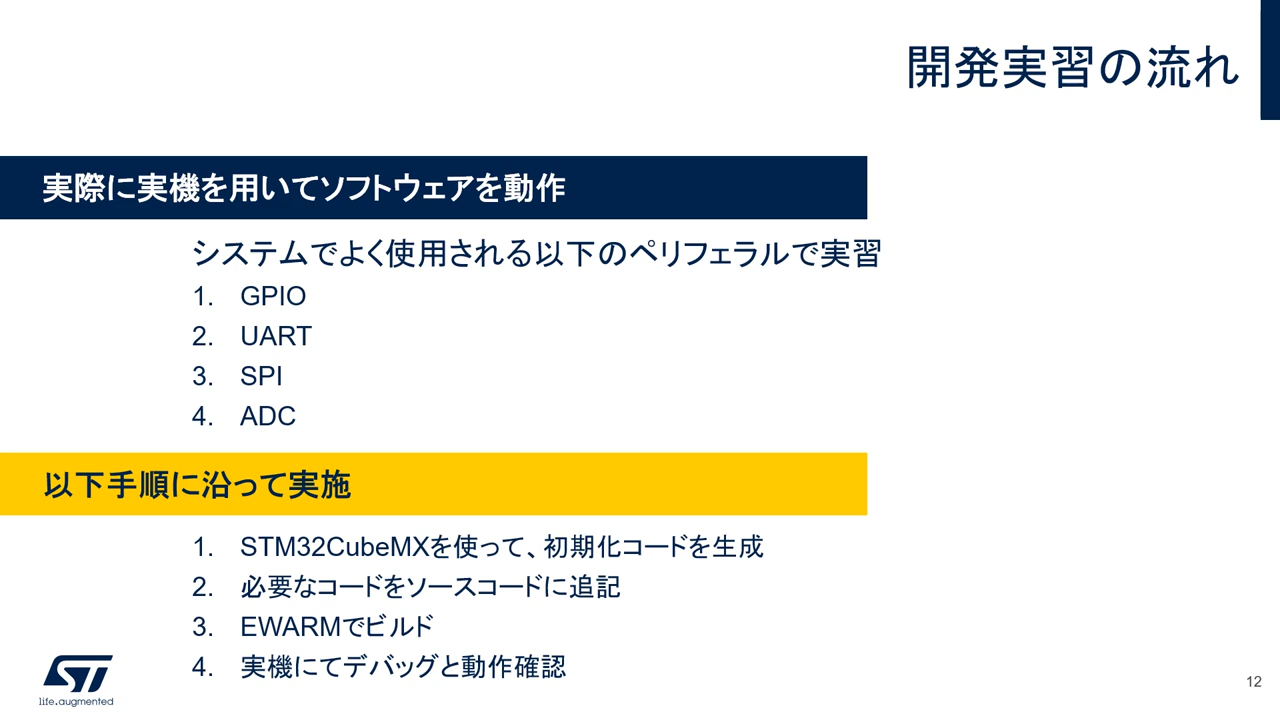 開発実習の流れ
実際に実機を用いてソフトウェアを動作
システムでよく使用される以下のペリフェラルで実習
1. GPIO
2. UART
3. SPI
4. ADC
以下手順に沿って実施
1. STM32CubeMXを使って、初期化コードを生成
2. 必要なコードをソースコードに追記
3. EWARMでビルド
4. 実機にてデバッグと動作確認
ST
life.augmented
12